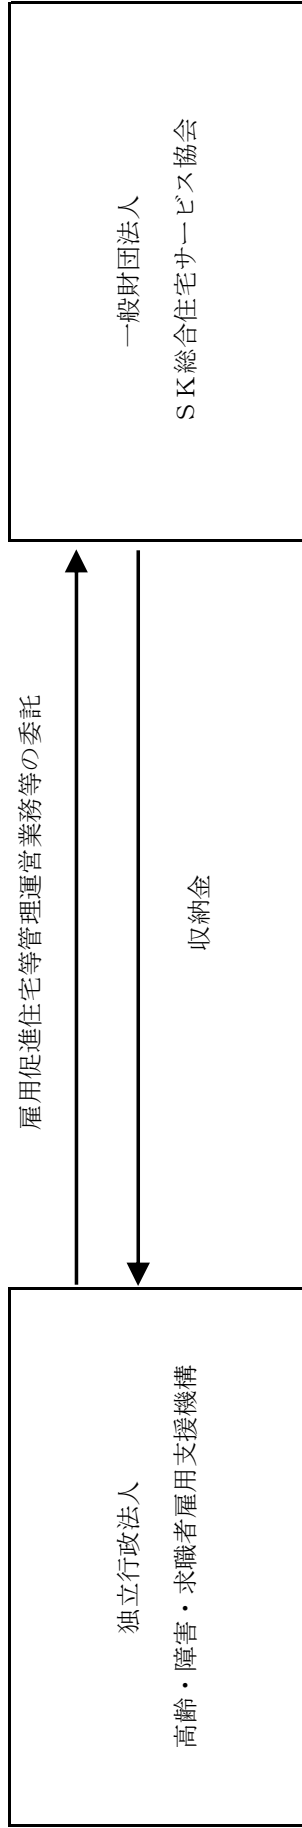 雇用促進住宅等管理運営業務等の委託
独立行政法人
高齢・障害・求職者雇用支援機構
収納金
一般財団法人
ＳＫ総合住宅サービス協会